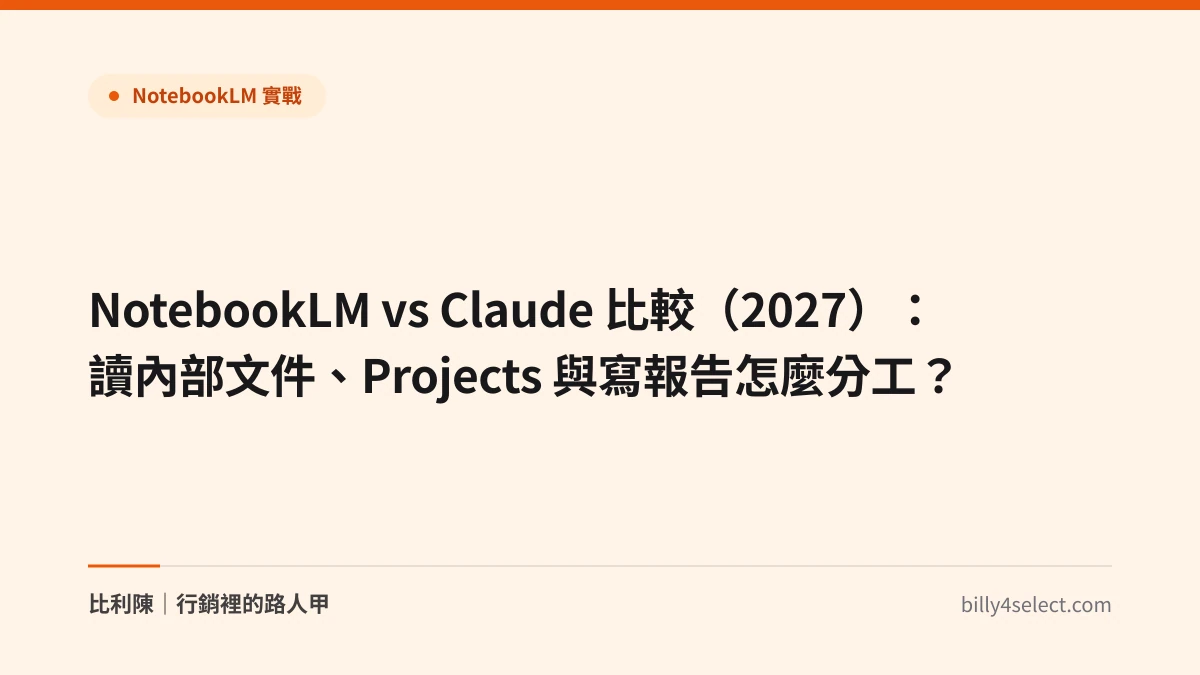 NotebookLM 實戰
NotebookLM vs Claude 比較（2027）：
讀內部文件、Projects 與寫報告怎麼分工？
比利陳｜行銷裡的路人甲
billy4select.com